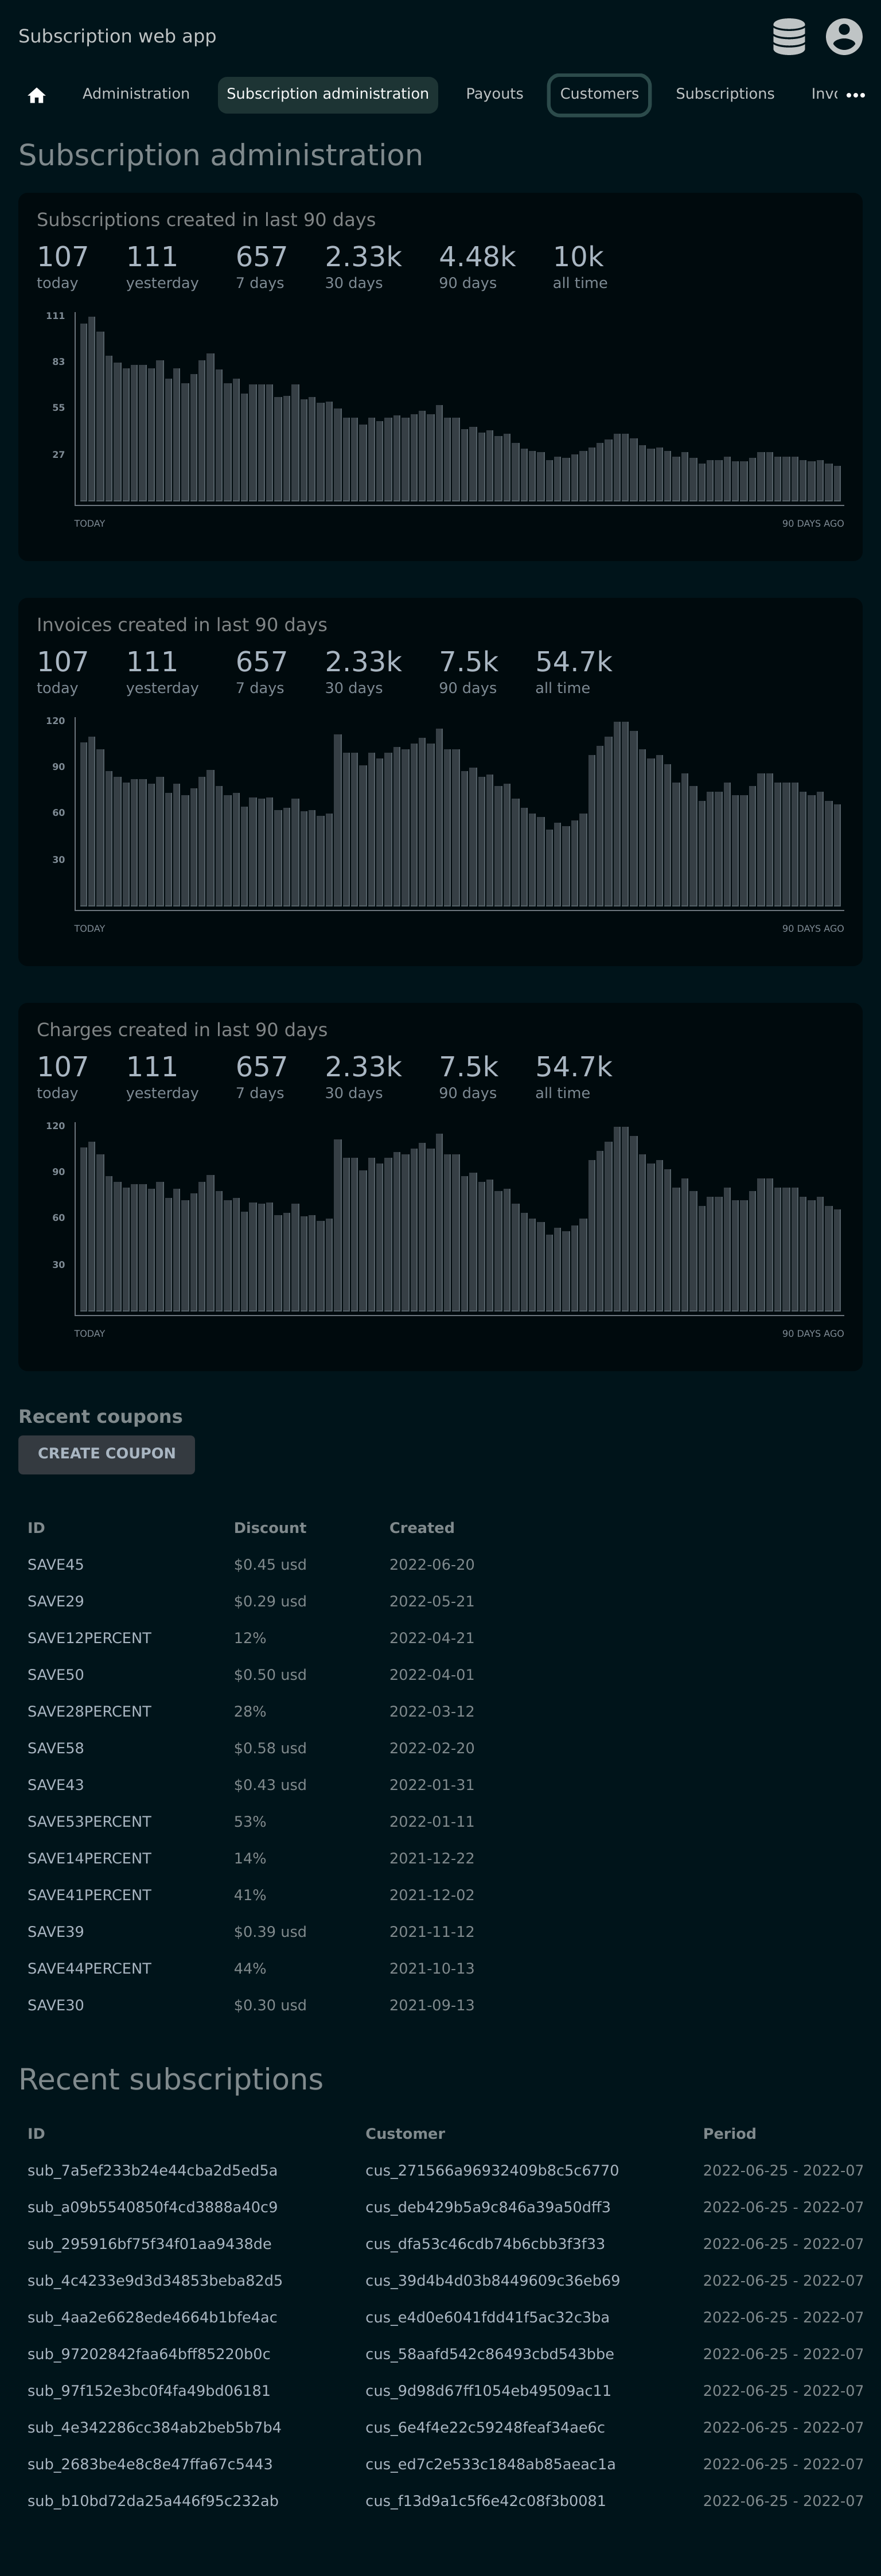 Subscription web app
Administration Subscription administration Payouts Customers Subscriptions Invo
Subscription administration
Subscriptions created in last 90 days
107 111 657 2.33k 4.48k 10k
today yesterday 7 days 30 days 90 days all time
111
83
55
27
TODAY 90 DAYS AGO
Invoices created in last 90 days
107 111 657 2.33k 7.5k 54.7k
today yesterday 7 days 30 days 90 days all time
120
90
60
30
TODAY 90 DAYS AGO
Charges created in last 90 days
107 111 657 2.33k 7.5k 54.7k
today yesterday 7 days 30 days 90 days all time
120
90
60
30
TODAY 90 DAYS AGO
Recent coupons
CREATE COUPON
ID Discount Created
SAVE45 $0.45 usd 2022-06-20
SAVE29 $0.29 usd 2022-05-21
SAVE12PERCENT 12% 2022-04-21
SAVE50 $0.50 usd 2022-04-01
SAVE28PERCENT 28% 2022-03-12
SAVE58 $0.58 usd 2022-02-20
SAVE43 $0.43 usd 2022-01-31
SAVE53PERCENT 53% 2022-01-11
SAVE14PERCENT 14% 2021-12-22
SAVE41PERCENT 41% 2021-12-02
SAVE39 $0.39 usd 2021-11-12
SAVE44PERCENT 44% 2021-10-13
SAVE30 $0.30 usd 2021-09-13
Recent subscriptions
ID Customer Period
sub_7a5ef233b24e44cba2d5ed5a cus_271566a96932409b8c5c6770 2022-06-25 - 2022-07
sub_a09b5540850f4cd3888a40c9 cus_deb429b5a9c846a39a50dff3 2022-06-25 - 2022-07
sub_295916bf75f34f01aa9438de cus_dfa53c46cdb74b6cbb3f3f33 2022-06-25 - 2022-07
sub_4c4233e9d3d34853beba82d5 cus_39d4b4d03b8449609c36eb69 2022-06-25 - 2022-07
sub_4aa2e6628ede4664b1bfe4ac cus_e4d0e6041fdd41f5ac32c3ba 2022-06-25 - 2022-07
sub_97202842faa64bff85220b0c cus_58aafd542c86493cbd543bbe 2022-06-25 - 2022-07
sub_97f152e3bc0f4fa49bd06181 cus_9d98d67ff1054eb49509ac11 2022-06-25 - 2022-07
sub_4e342286cc384ab2beb5b7b4 cus_6e4f4e22c59248feaf34ae6c 2022-06-25 - 2022-07
sub_2683be4e8c8e47ffa67c5443 cus_ed7c2e533c1848ab85aeac1a 2022-06-25 - 2022-07
sub_b10bd72da25a446f95c232ab cus_f13d9a1c5f6e42c08f3b0081 2022-06-25 - 2022-07